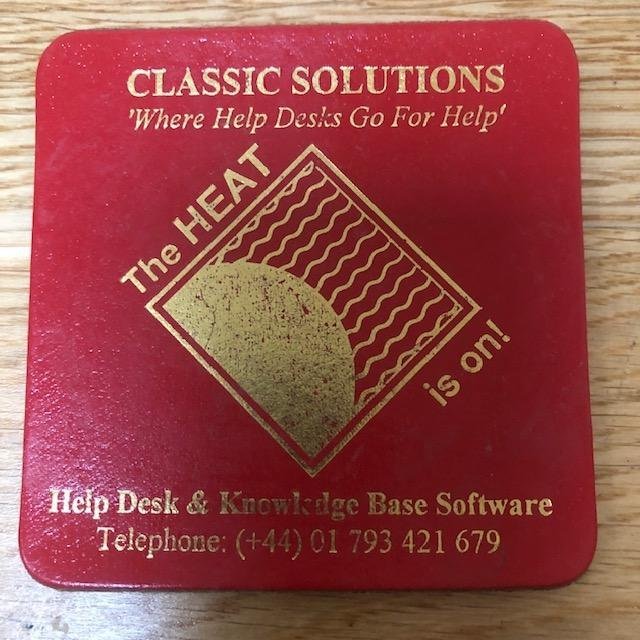 CLASSIC SOLUTIONS
'Where Help Desks Go For Help'
The HEAT
is on!
Help Desk & Knowledge Base Software
Telephone: (+44) 01 793 421 679